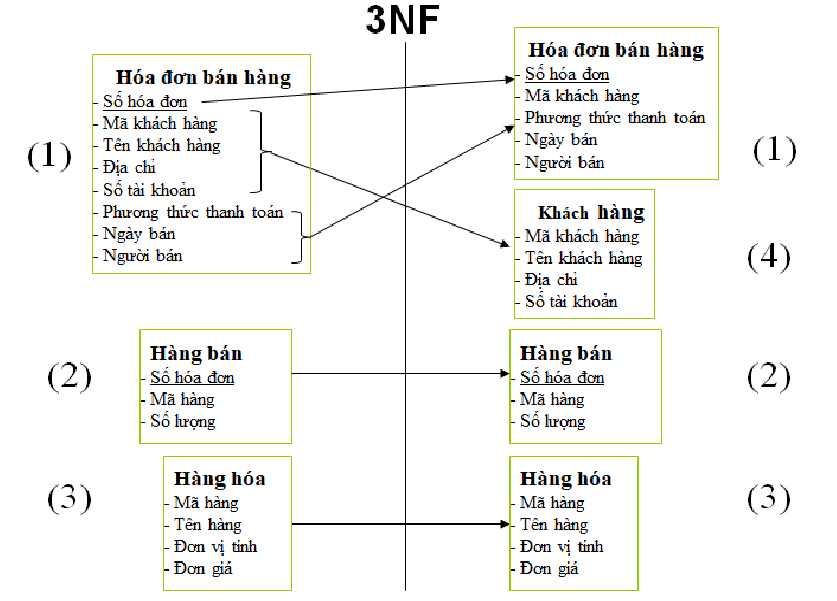 3NF
(1)
Hóa đơn bán hàng
- Số hóa đơn
- Mã khách hàng
- Tên khách hàng
- Địa chỉ
- Số tài khoản
- Phương thức thanh toán
- Ngày bán
- Người bán
Hóa đơn bán hàng
- Số hóa đơn
- Mã khách hàng
- Phương thức thanh toán
- Ngày bán
- Người bán
(1)
Khách hàng
- Mã khách hàng
- Tên khách hàng
- Địa chỉ
- Số tài khoản
(4)
(2)
Hàng bán
- Số hóa đơn
- Mã hàng
- Số lượng
Hàng bán
- Số hóa đơn
- Mã hàng
- Số lượng
(2)
(3)
Hàng hóa
- Mã hàng
- Tên hàng
- Đơn vị tính
- Đơn giá
Hàng hóa
- Mã hàng
- Tên hàng
- Đơn vị tính
- Đơn giá
(3)